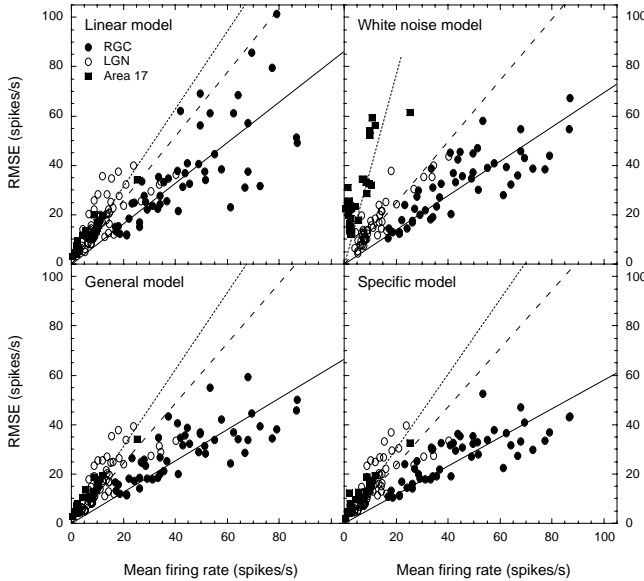 Linear model
RGC
LGN
Area 17
White noise model
General model
Specific model
RMSE (spikes/s)
100
80
60
40
20
0
100
80
60
40
20
0
RMSE (spikes/s)
100
80
60
40
20
0
100
80
60
40
20
0
0 20 40 60 80
0 20 40 60 80 100
Mean firing rate (spikes/s)
Mean firing rate (spikes/s)